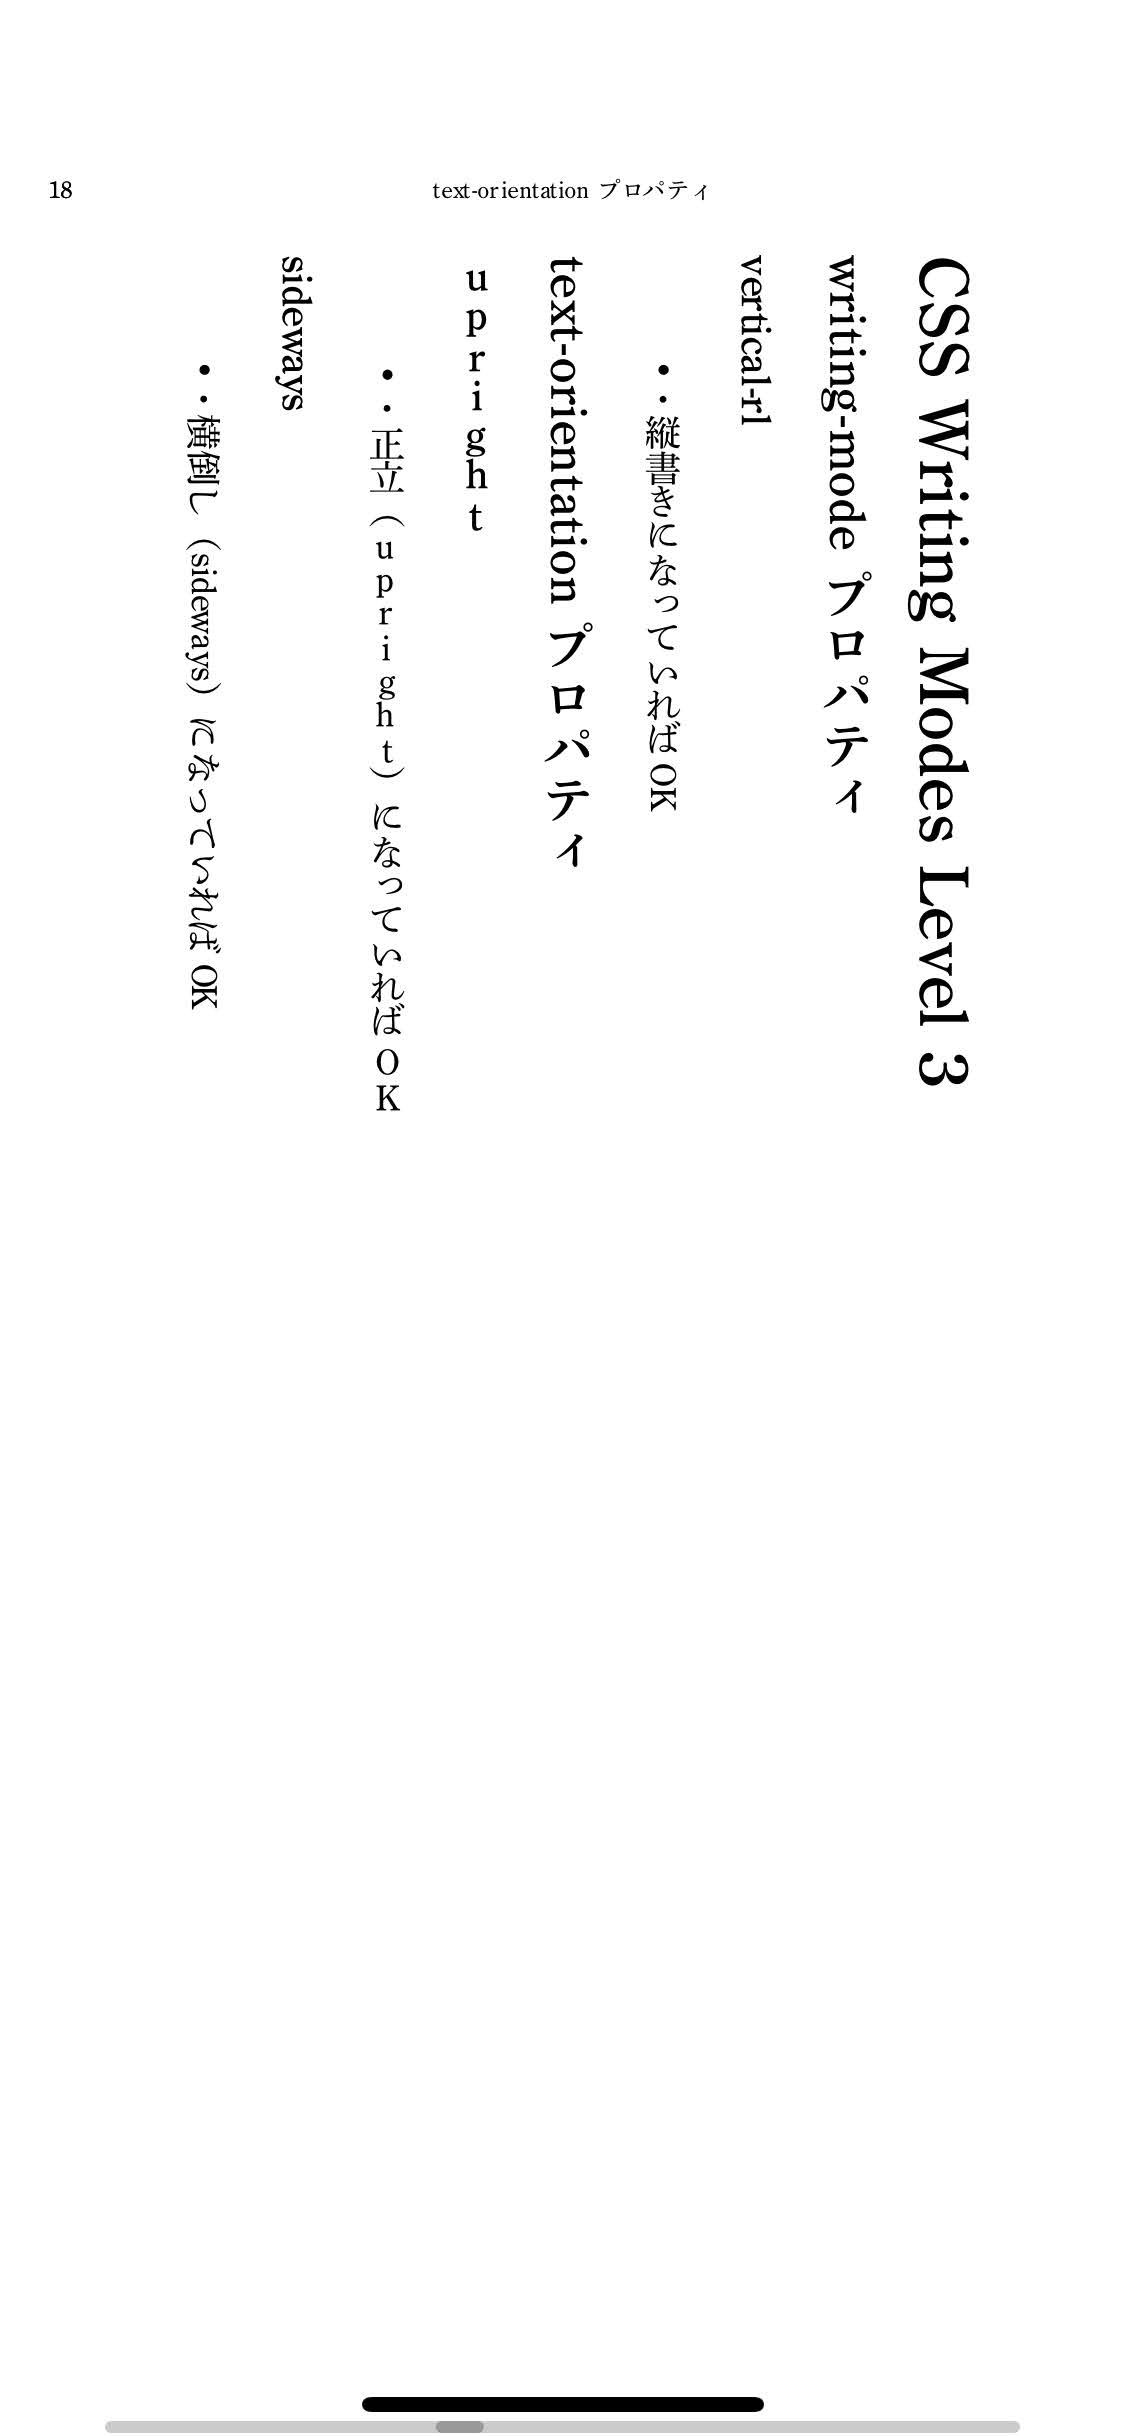 18
text-orientation プロパティ
CSS Writing Modes Level 3
writing-mode プロパティ
vertical-rl
• ・縦書きになっていれば OK
text-orientation プロパティ
upright
• ・正立（upright）になっていれば OK
sideways
• ・横倒し（sideways）になっていれば OK